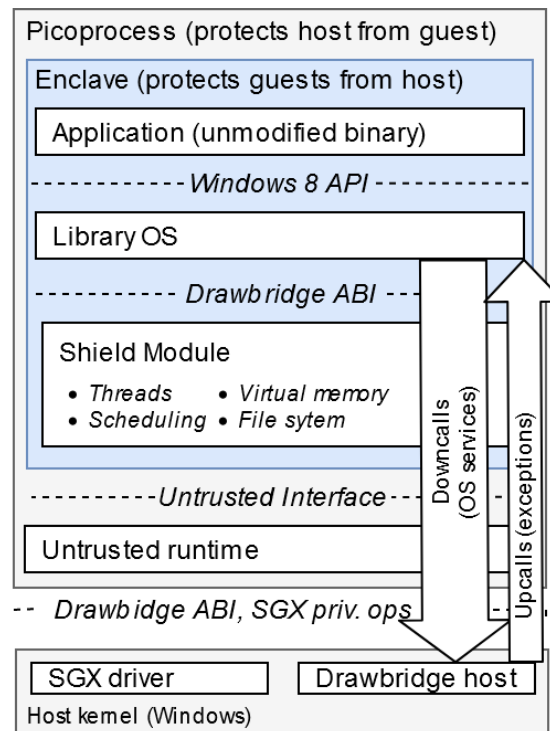 Picoprocess (protects host from guest)
Enclave (protects guests from host)
Application (unmodified binary)
Windows 8 API
Library OS
Drawbridge ABI
Shield Module
• Threads • Virtual memory
• Scheduling • File sytem
Downcalls
(OS services)
Upcalls (exceptions)
Untrusted Interface
Untrusted runtime
Drawbidge ABI, SGX priv. ops
SGX driver Drawbridge host
Host kernel (Windows)